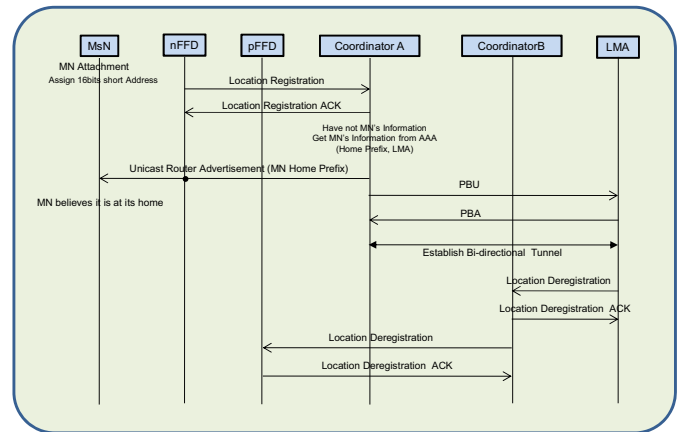 MsN
nFFD
pFFD
Coordinator A
CoordinatorB
LMA
MN Attachment
Assign 16bits short Address
Location Registration
Location Registration ACK
Have not MN's Information
Get MN's Information from AAA
(Home Prefix, LMA)
Unicast Router Advertisement (MN Home Prefix)
PBU
MN believes it is at its home
PBA
Establish Bi-directional Tunnel
Location Deregistration
Location Deregistration ACK
Location Deregistration
Location Deregistration ACK